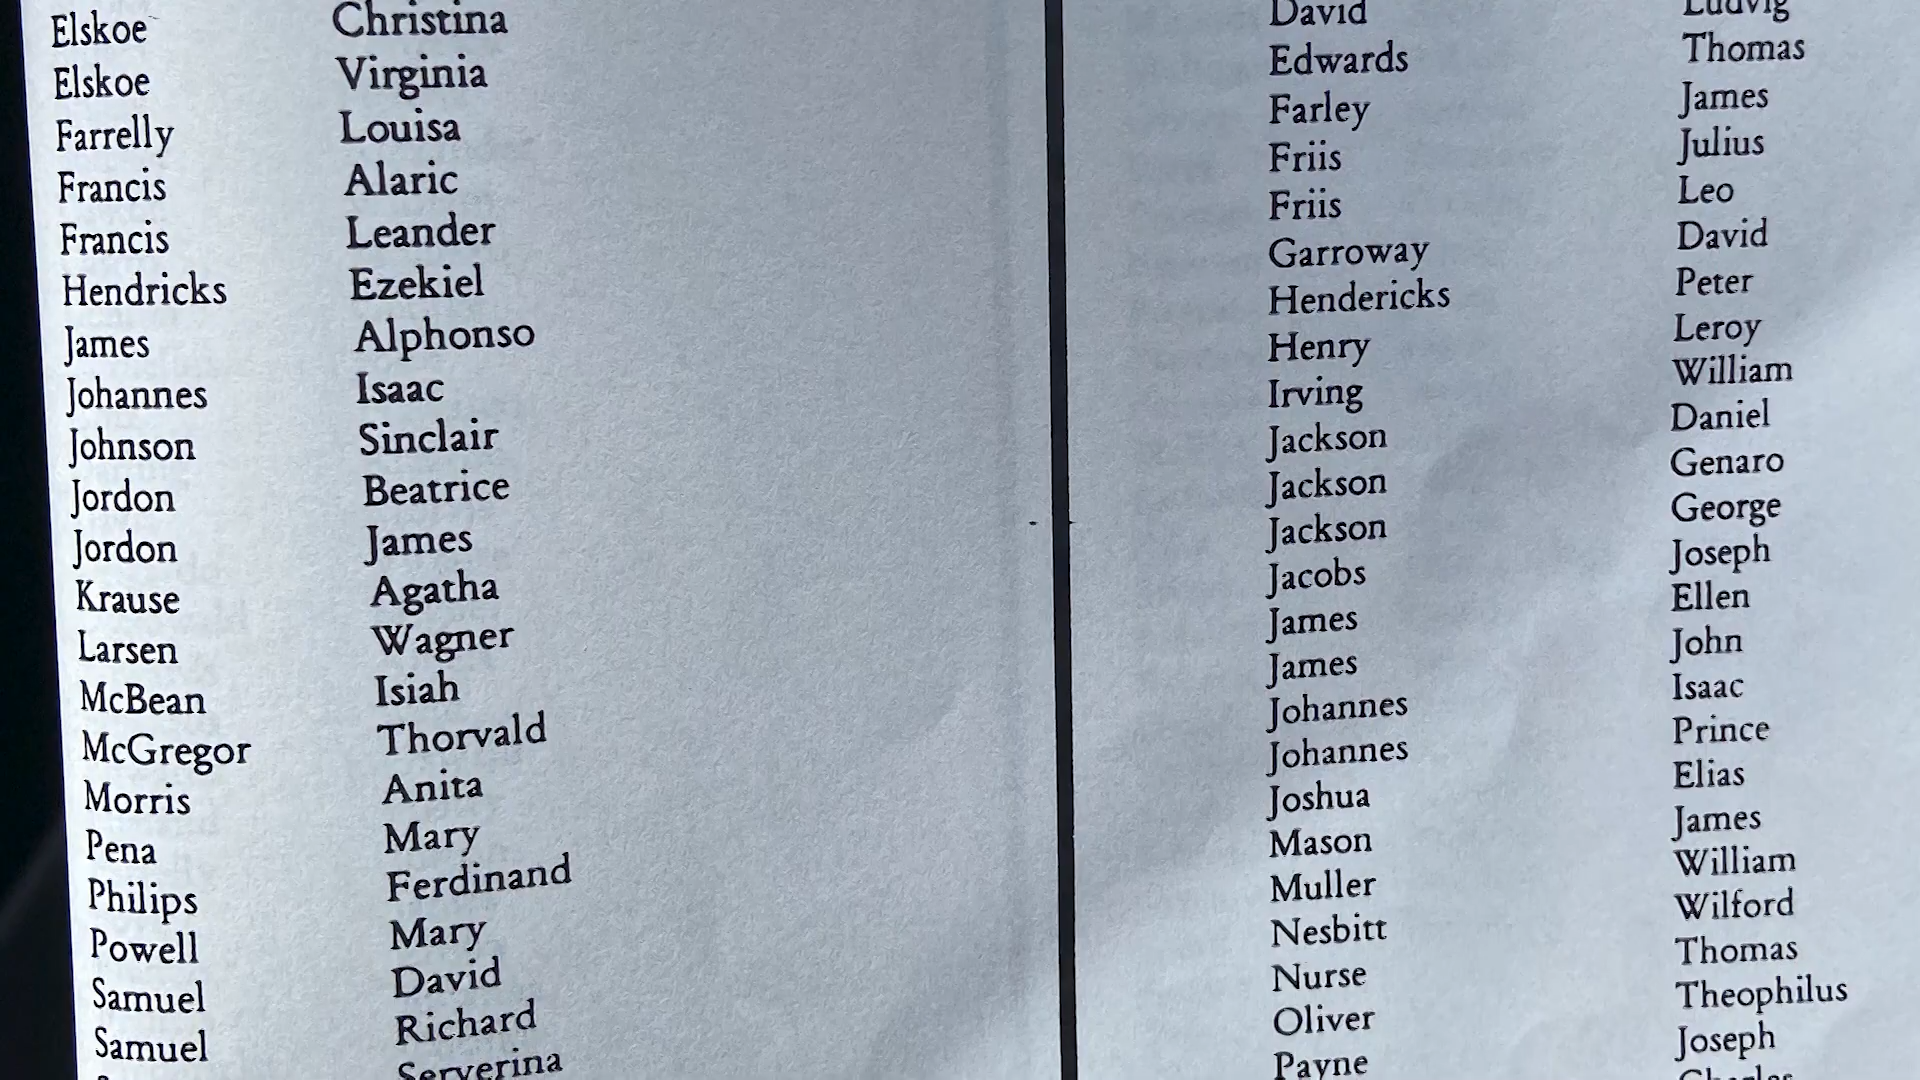 Elskoe Christina
Elskoe Virginia
Farrelly Louisa
Francis Alaric
Francis Leander
Hendricks Ezekiel
James Alphonso
Johannes Isaac
Johnson Sinclair
Jordon Beatrice
Jordon James
Krause Agatha
Larsen Wagner
McBean Isiah
McGregor Thorvald
Morris Anita
Pena Mary
Philips Ferdinand
Powell Mary
Samuel David
Samuel Richard
Serverina
David Ludvig
Edwards Thomas
Farley James
Friis Julius
Friis Leo
Garroway David
Hendericks Peter
Henry Leroy
Irving William
Jackson Daniel
Jackson Genaro
Jackson George
Jacobs Joseph
James Ellen
James John
Johannes Isaac
Johannes Prince
Joshua Elias
Mason James
Muller William
Nesbitt Wilford
Nurse Thomas
Oliver Theophilus
Payne Joseph